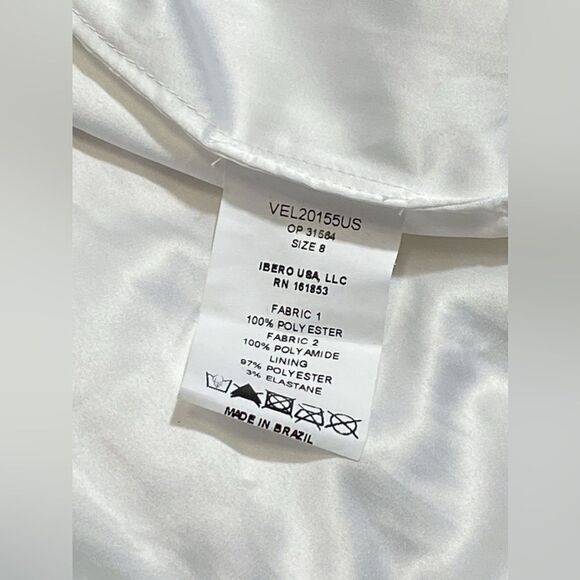 VEL20155US
OP 31564
SIZE 8
IBERO USA, LLC
RN 161853
FABRIC 1
100% POLYESTER
FABRIC 2
100% POLYAMIDE
LINING
97% POLYESTER
3% ELASTANE
MADE IN BRAZIL